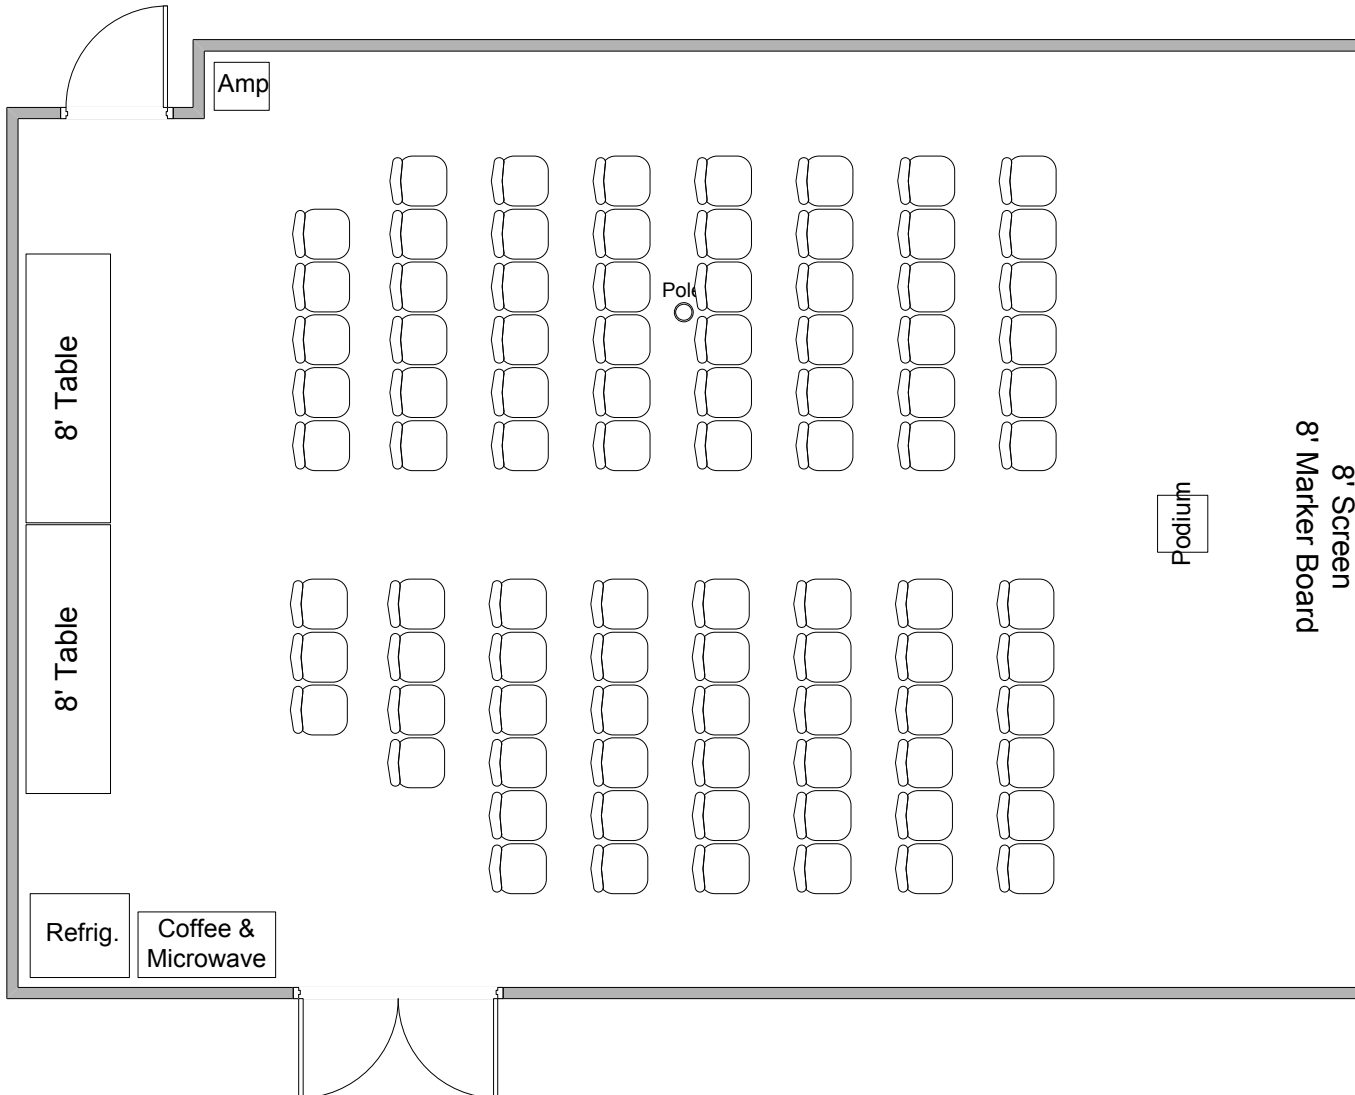 Amp
Pole
8' Table
8' Table
Podium
8' Screen
8' Marker Board
Refrig.
Coffee &
Microwave